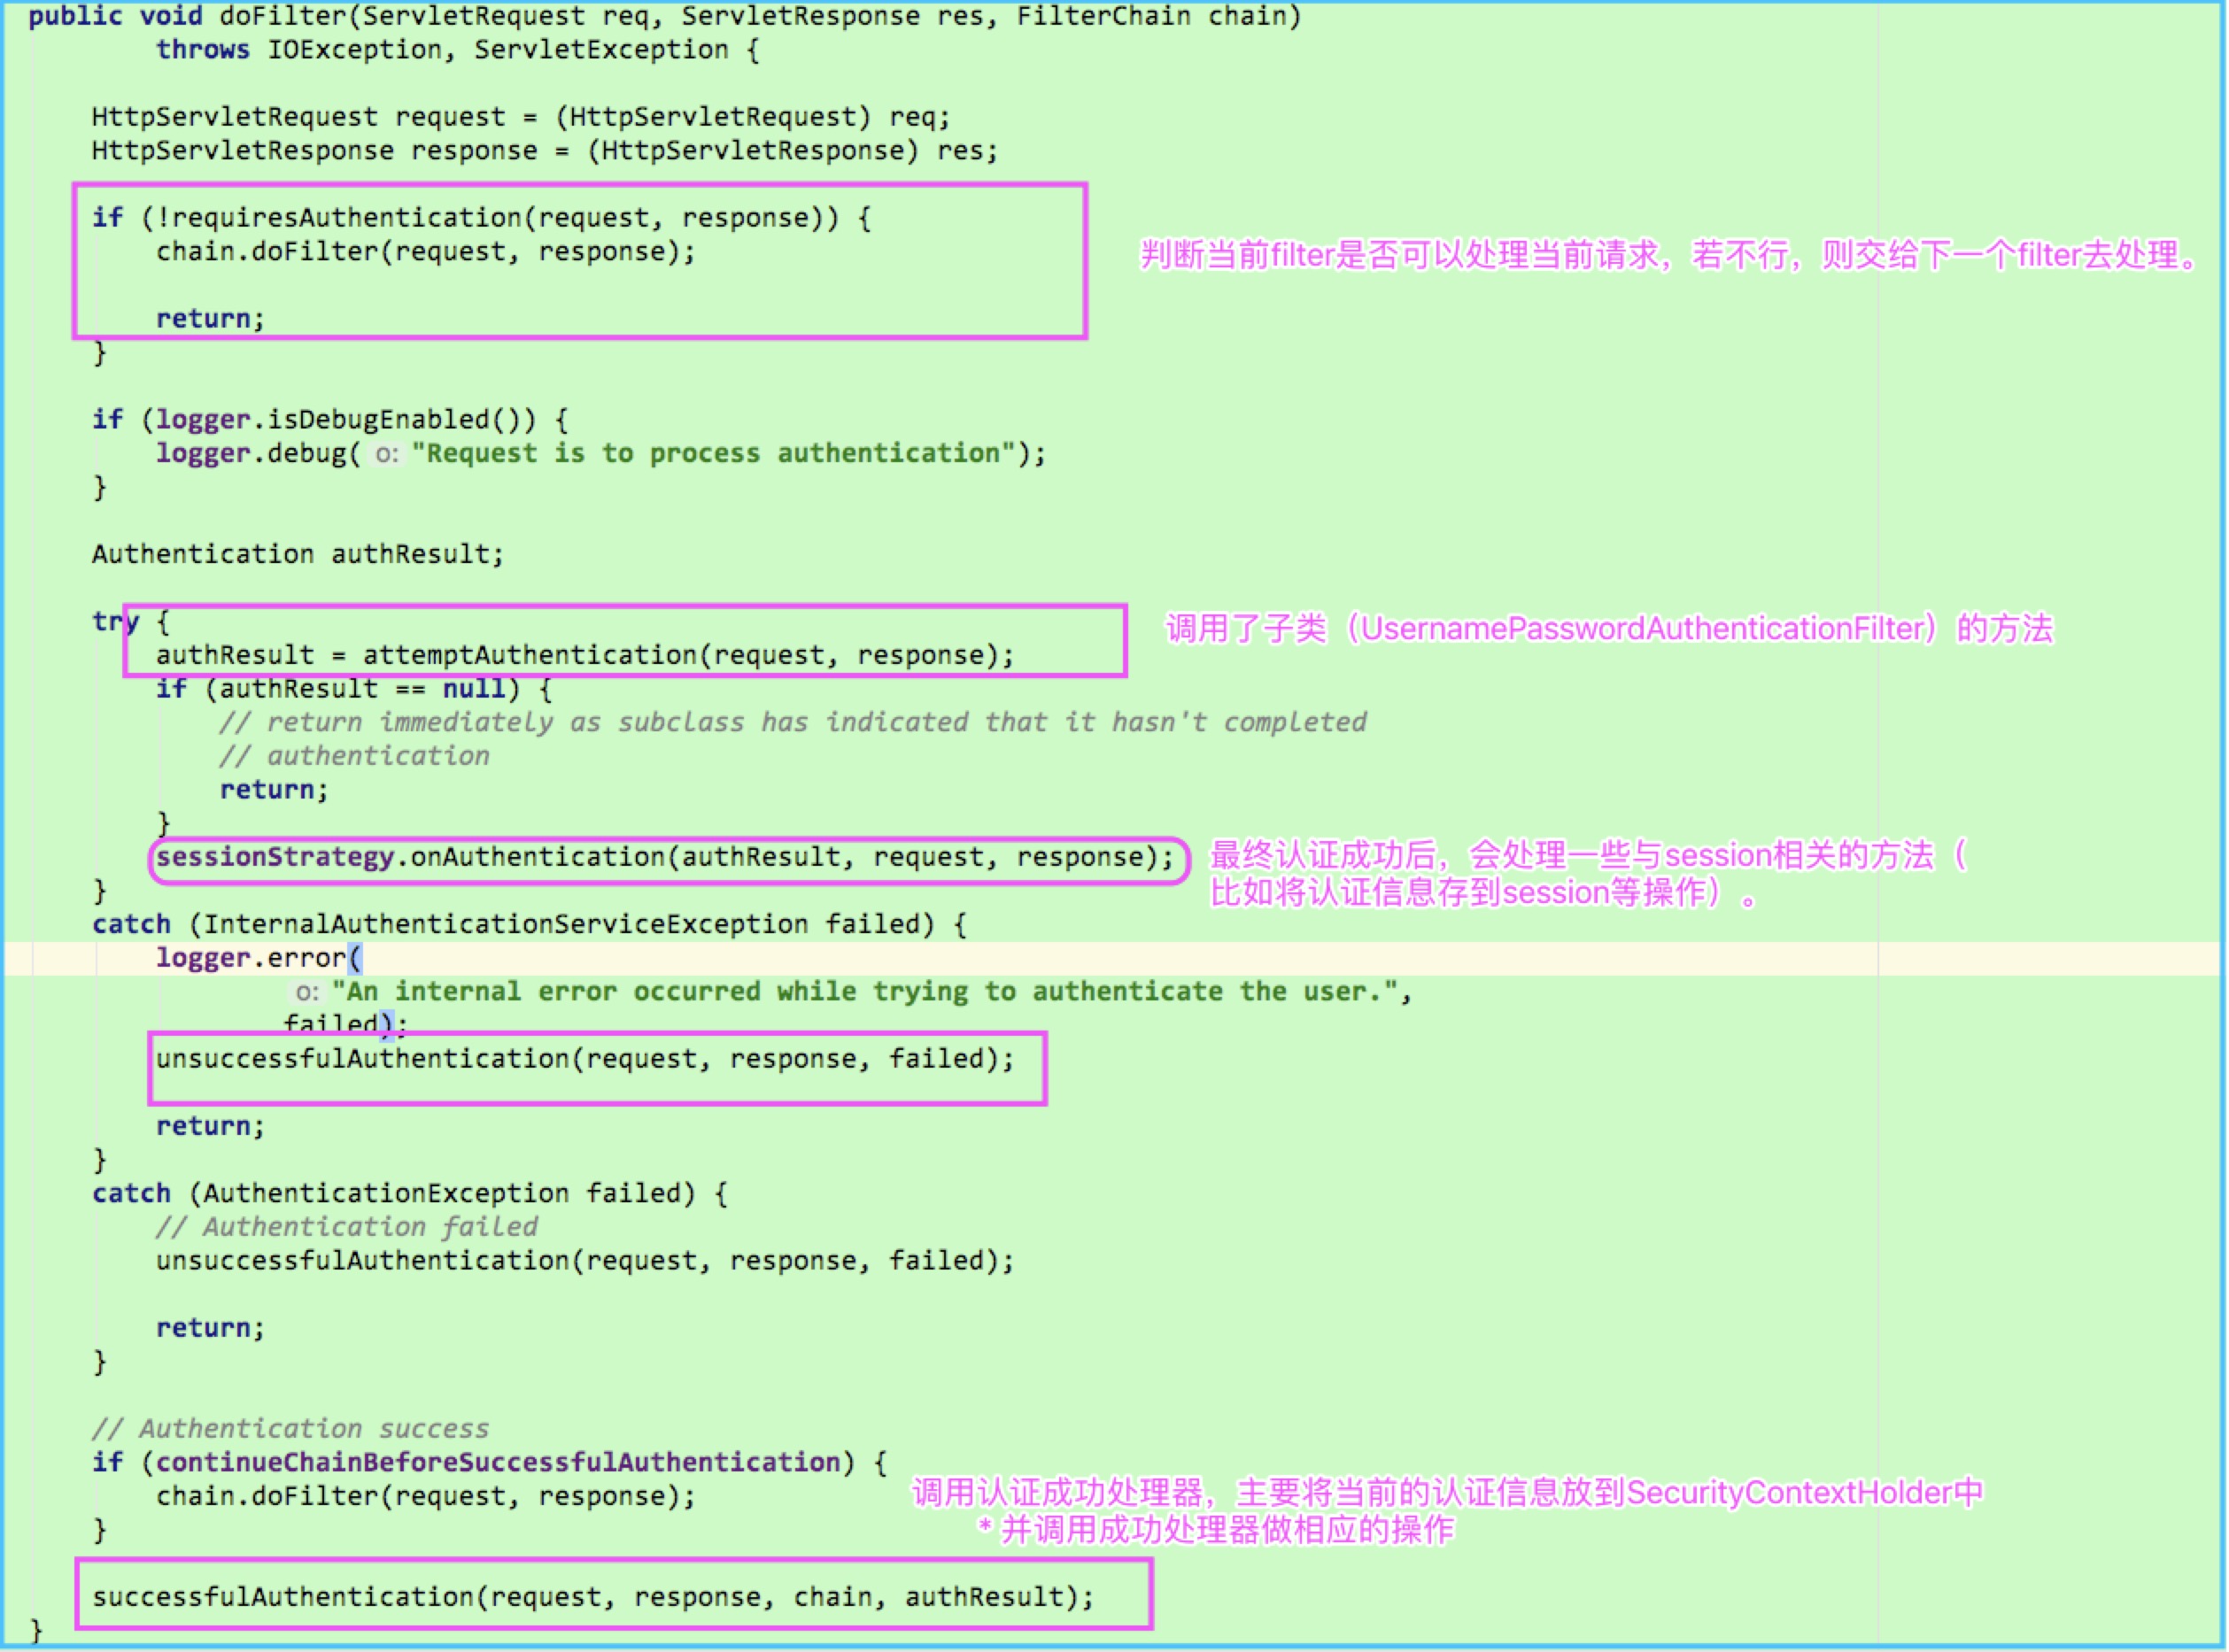 public void doFilter(ServletRequest req, ServletResponse res, FilterChain chain)
throws IOException, ServletException {
HttpServletRequest request = (HttpServletRequest) req;
HttpServletResponse response = (HttpServletResponse) res;
if (!requiresAuthentication(request, response)) {
chain.doFilter(request, response);
判断当前filter是否可以处理当前请求，若不行，则交给下一个filter去处理。
return;
}
if (logger.isDebugEnabled()) {
logger.debug( o: "Request is to process authentication");
}
Authentication authResult;
try {
调用了子类（UsernamePasswordAuthenticationFilter）的方法
authResult = attemptAuthentication(request, response);
if (authResult == null) {
// return immediately as subclass has indicated that it hasn't completed
// authentication
return;
}
sessionStrategy.onAuthentication(authResult, request, response);
最终认证成功后，会处理一些与session相关的方法（
比如将认证信息存到session等操作）。
}
catch (InternalAuthenticationServiceException failed) {
logger.error(
o: "An internal error occurred while trying to authenticate the user.",
failed);
unsuccessfulAuthentication(request, response, failed);
return;
}
catch (AuthenticationException failed) {
// Authentication failed
unsuccessfulAuthentication(request, response, failed);
return;
}
// Authentication success
if (continueChainBeforeSuccessfulAuthentication) {
chain.doFilter(request, response);
调用认证成功处理器，主要将当前的认证信息放到SecurityContextHolder中
* 并调用成功处理器做相应的操作
}
successfulAuthentication(request, response, chain, authResult);
}